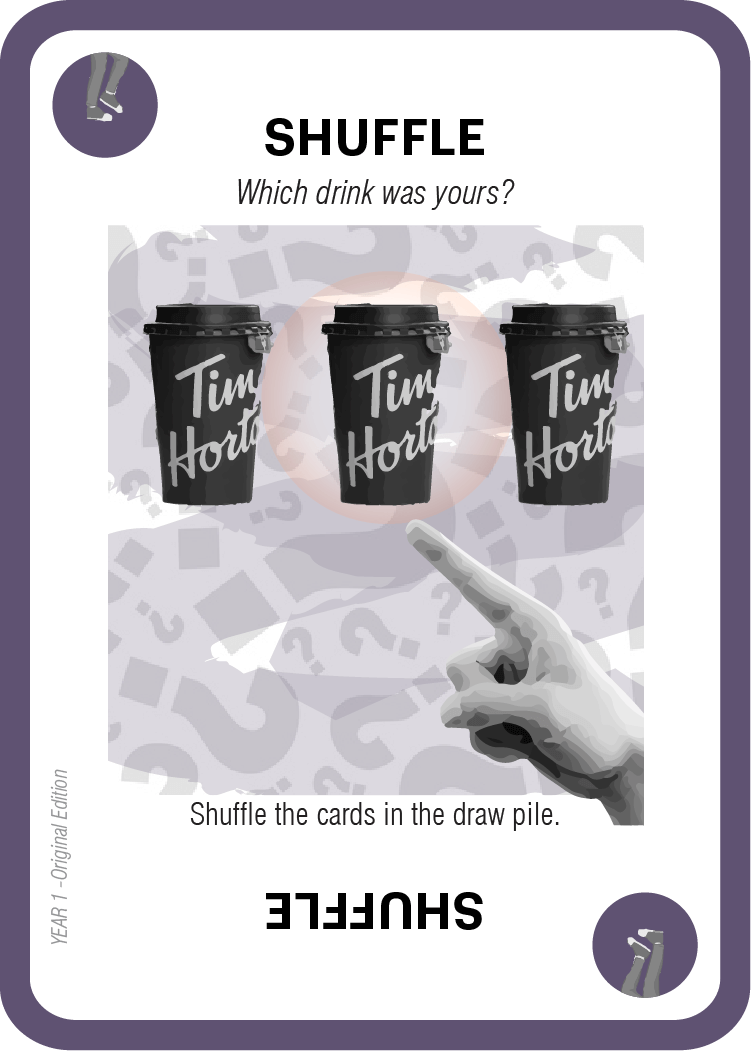 SHUFFLE
Which drink was yours?
Tim
Horto
Tim
Horto
Tim
Horto
Shuffle the cards in the draw pile.
YEAR 1 -Original Edition
SHUFFLE